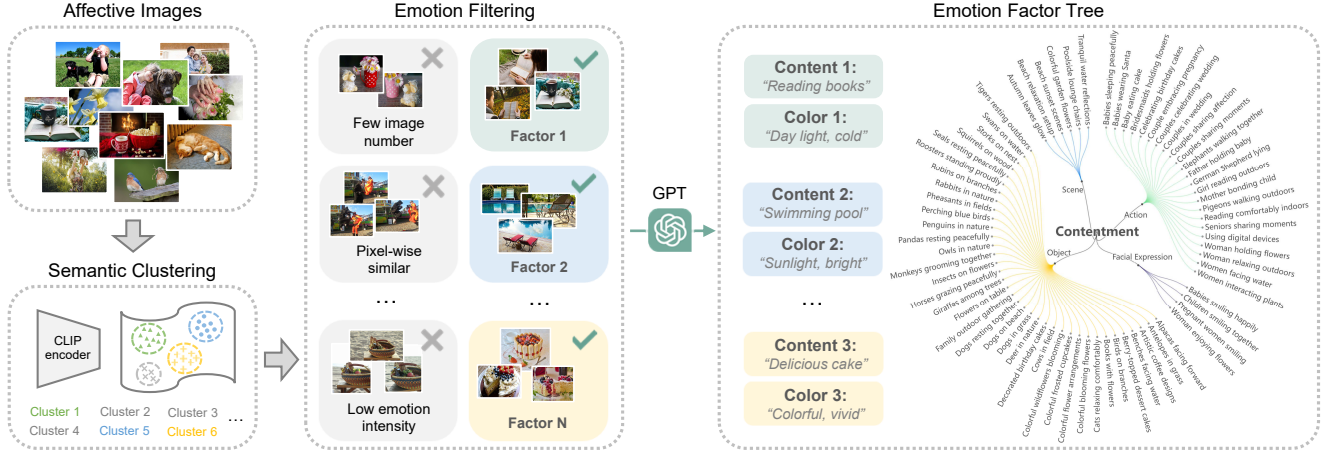 Affective Images
Semantic Clustering
CLIP
encoder
Cluster 1
Cluster 2
Cluster 3
Cluster 4
Cluster 5
Cluster 6
...
Emotion Filtering
Few image
number
Factor 1
Pixel-wise
similar
Factor 2
...
...
Low emotion
intensity
Factor N
GPT
Emotion Factor Tree
Content 1:
“Reading books”
Color 1:
“Day light, cold”
Content 2:
“Swimming pool”
Color 2:
“Sunlight, bright”
...
Content 3:
“Delicious cake”
Color 3:
“Colorful, vivid”
Contentment
Scene
Action
Object
Facial Expression
Autumn leaves glow
Beach relaxation setup
Beach sunset scenes
Colorful garden flowers
Poolside lounge chairs
Tranquil water reflections
Babies sleeping peacefully
Babies wearing Santa
Baby eating cake
Bridesmaids holding flowers
Celebrating birthday cakes
Couple embracing pregnancy
Couples celebrating wedding
Couples in wedding
Couples sharing affection
Couples sharing moments
Elephants walking together
Father holding baby
German Shepherd lying
Girl reading outdoors
Mother bonding child
Pigeons walking outdoors
Reading comfortably indoors
Seniors sharing moments
Using digital devices
Woman holding flowers
Woman relaxing outdoors
Women facing water
Women interacting plants
Babies smiling happily
Children smiling together
Pregnant women smiling
Woman enjoying flowers
Alpacas facing forward
Antelopes in grass
Artistic coffee designs
Benches facing water
Berry-topped dessert cakes
Birds on branches
Books with flowers
Cats relaxing comfortably
Colorful blooming flowers
Colorful flower arrangements
Colorful frosted cupcakes
Colorful wildflowers blooming
Cows in field
Decorated birthday cakes
Deer in nature
Dogs in grass
Dogs on beach
Dogs resting together
Family outdoor gathering
Flowers on table
Giraffes among trees
Horses grazing peacefully
Insects on flowers
Monkeys grooming together
Owls in nature
Pandas resting peacefully
Penguins in nature
Perching blue birds
Pheasants in fields
Rabbits in nature
Rubins on branches
Roosters standing proudly
Seals resting peacefully
Squirrels on wood
Storks on nest
Swans on water
Tigers resting outdoors